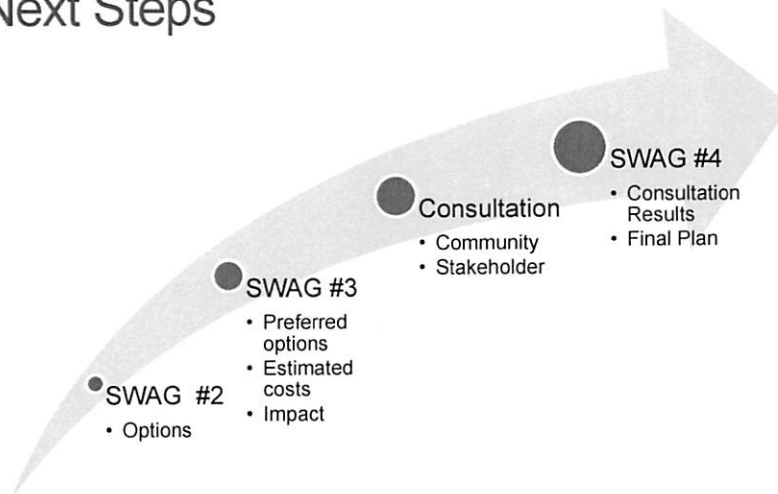 Next Steps
SWAG #2
• Options
SWAG #3
• Preferred
options
• Estimated
costs
• Impact
Consultation
• Community
• Stakeholder
SWAG #4
• Consultation
Results
• Final Plan